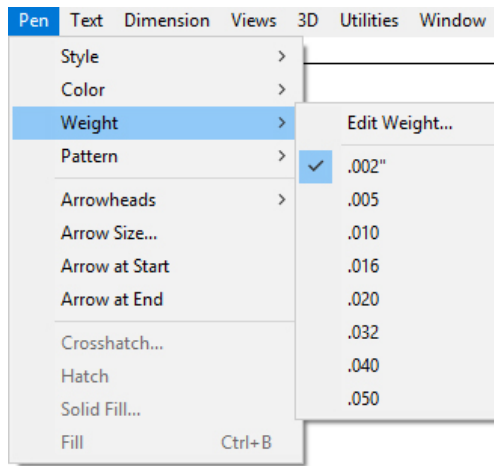 Pen Text Dimension Views 3D Utilities Window
Style
Color
Weight
Pattern
Arrowheads
Arrow Size...
Arrow at Start
Arrow at End
Crosshatch...
Hatch
Solid Fill...
Fill Ctrl+B
Edit Weight...
.002"
.005
.010
.016
.020
.032
.040
.050